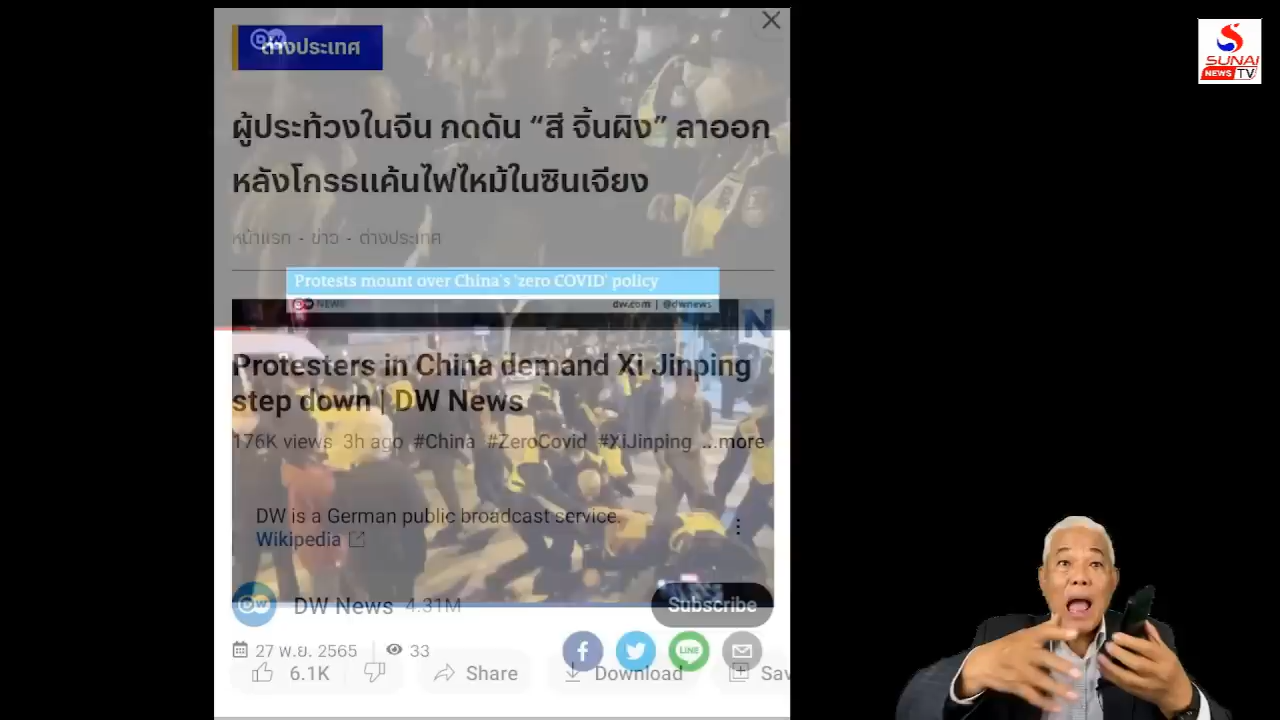 DW
ต่างประเทศ
SUNAI
NEWS TV
ผู้ประท้วงในจีน กดดัน “สี จิ้นผิง” ลาออก
หลังโกรธแค้นไฟไหม้ในซินเจียง
หน้าแรก - ข่าว - ต่างประเทศ
Protests mount over China's 'zero COVID' policy
DW NEWS
dw.com | @dwnews
N
Protesters in China demand Xi Jinping
step down | DW News
176K views 3h ago #China #ZeroCovid #XiJinping ...more
DW is a German public broadcast service.
Wikipedia
DW
DW News 4.31M
Subscribe
27 พ.ย. 2565
33
LINE
6.1K
Share
Download
Sav